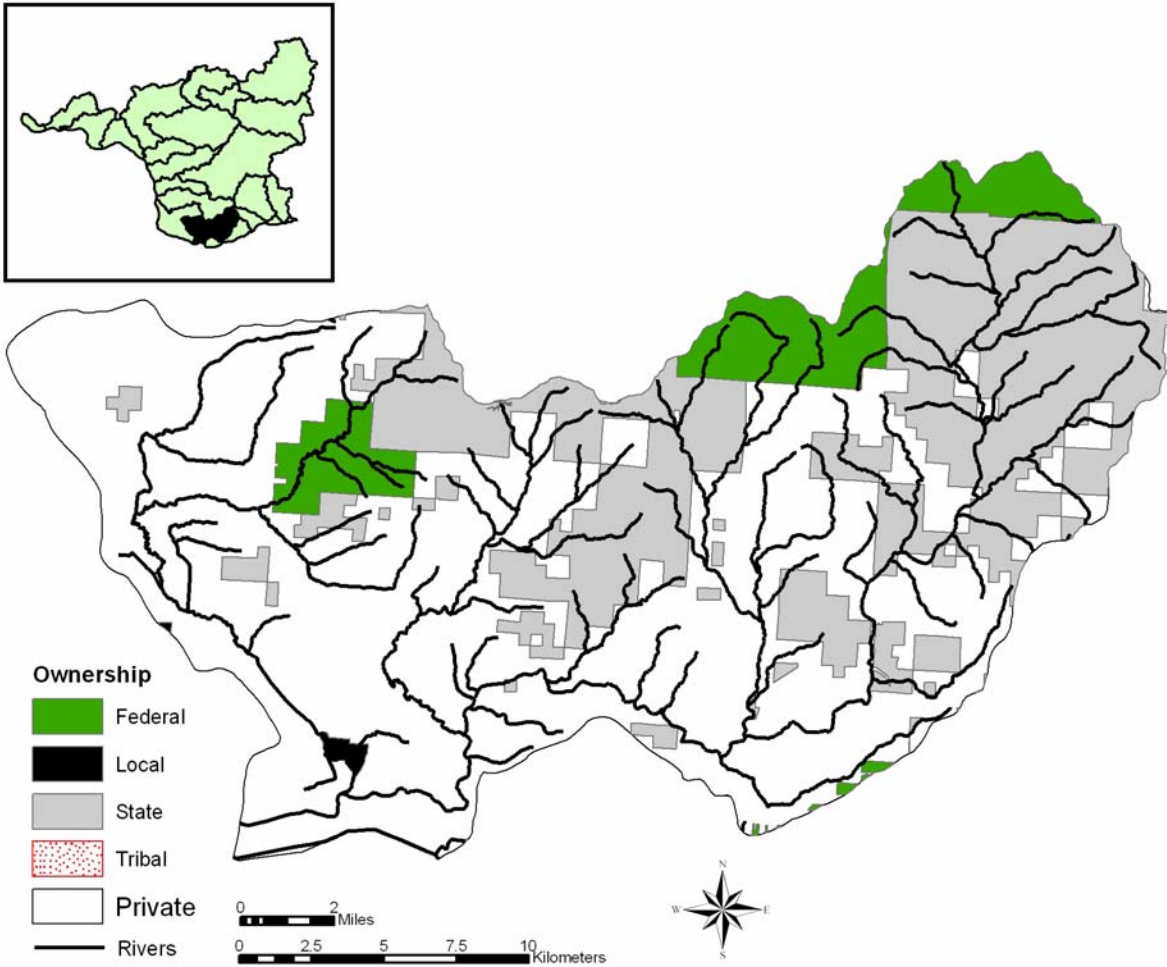 Ownership
Federal
Local
State
Tribal
Private
Rivers
0 2
Miles
0 2.5 5 7.5 10
Kilometers
N
W E
S